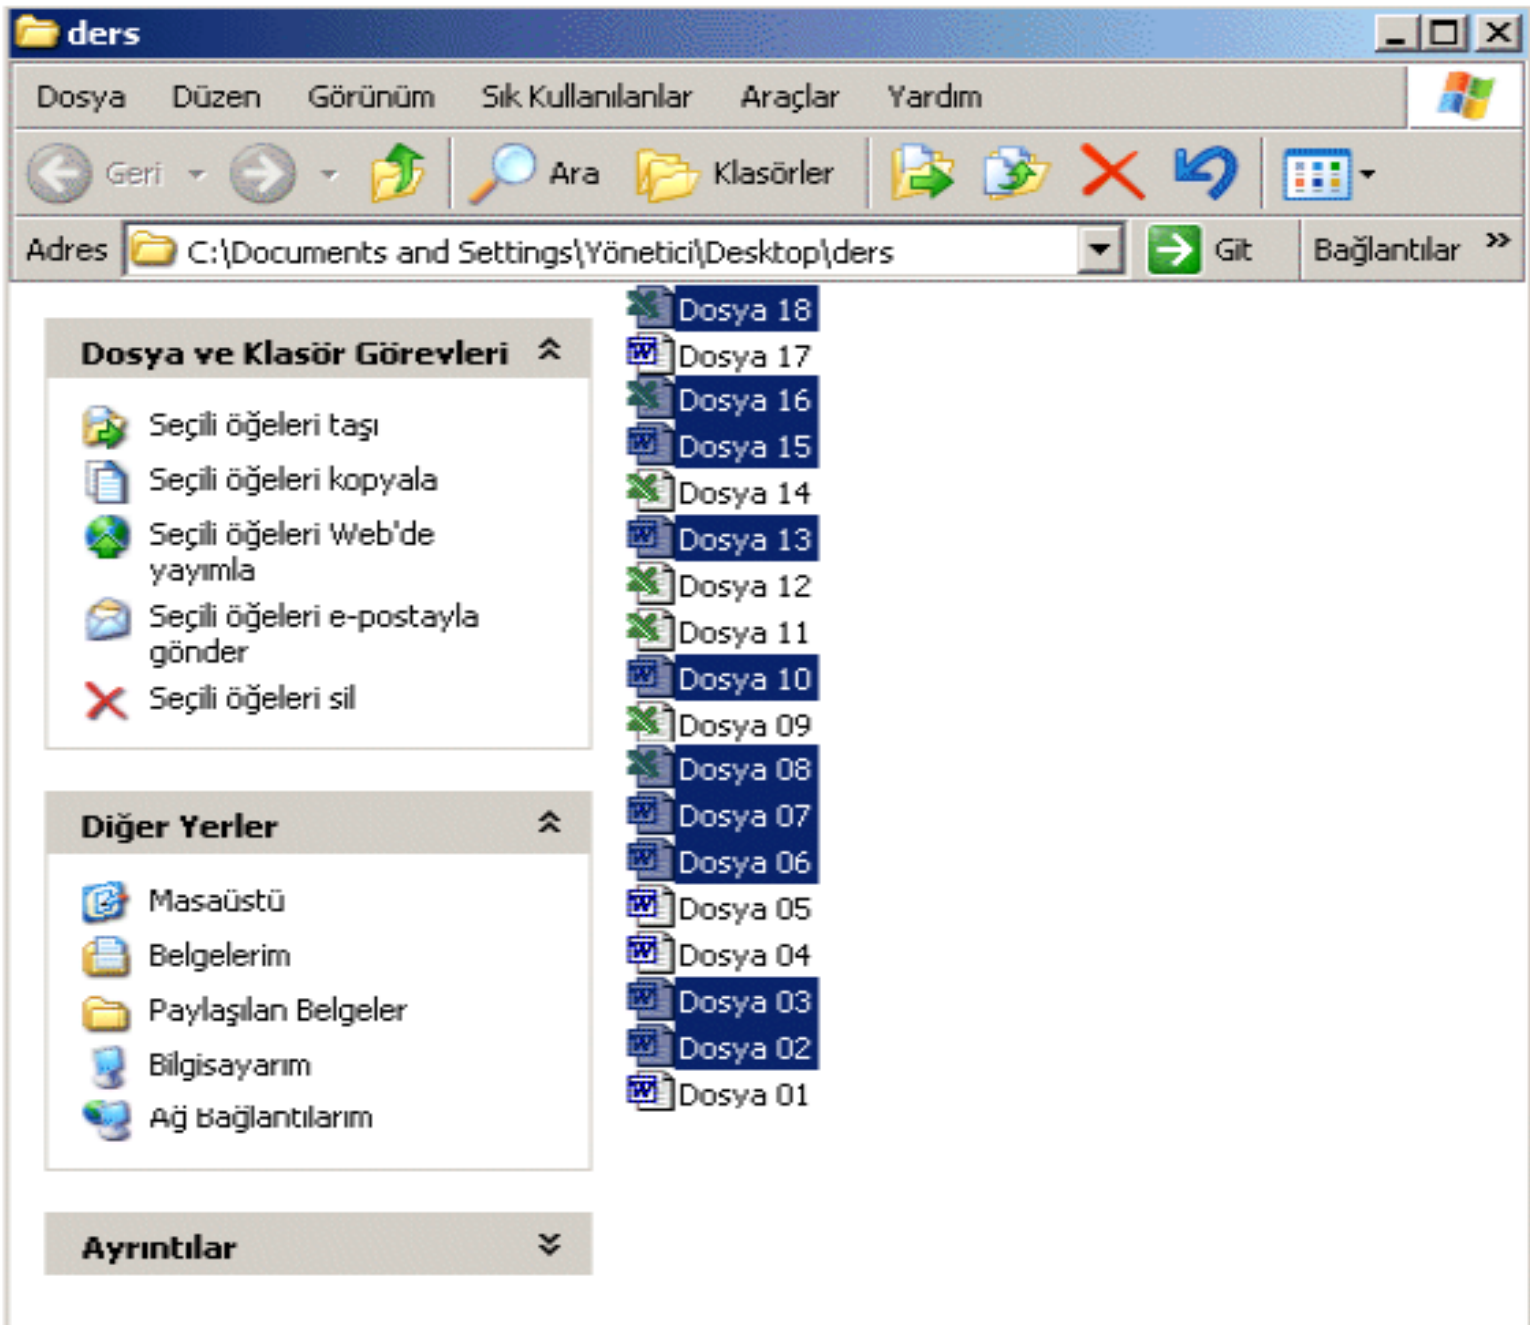 ders
Dosya Düzen Görünüm Sık Kullanılanlar Araçlar Yardım
Geri Ara Klasörler
Adres C:\Documents and Settings\Yönetici\Desktop\ders Git Bağlantılar »
Dosya ve Klasör Görevleri
Seçili öğeleri taşı
Seçili öğeleri kopyala
Seçili öğeleri Web'de
yayımla
Seçili öğeleri e-postayla
gönder
Seçili öğeleri sil
Diğer Yerler
Masaüstü
Belgelerim
Paylaşılan Belgeler
Bilgisayarım
Ağ Bağlantılarım
Ayrıntılar
Dosya 18
Dosya 17
Dosya 16
Dosya 15
Dosya 14
Dosya 13
Dosya 12
Dosya 11
Dosya 10
Dosya 09
Dosya 08
Dosya 07
Dosya 06
Dosya 05
Dosya 04
Dosya 03
Dosya 02
Dosya 01